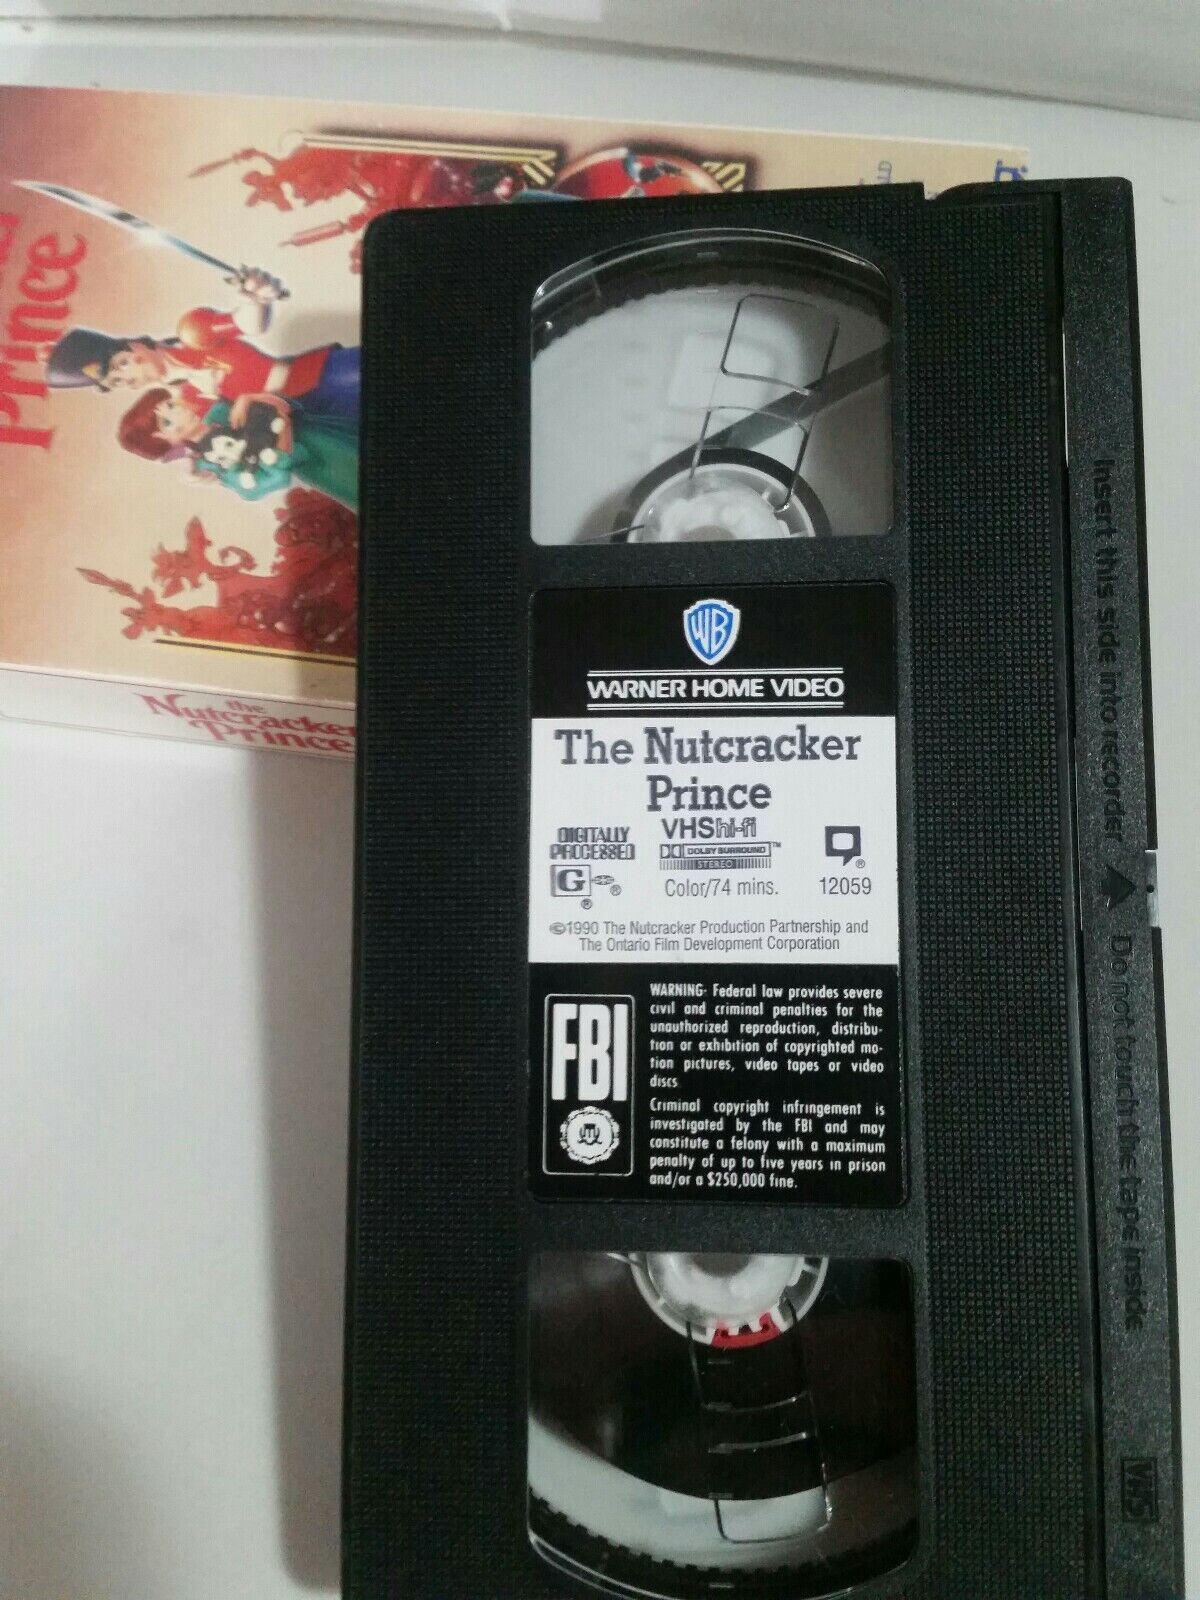 Prince
the
Nutcracker
Prince
WB
WARNER HOME VIDEO
The Nutcracker
Prince
DIGITALLY
PROCESSED
VHS hi-fi
DOLBY SURROUND™
STEREO
®
G
®
®
Color/74 mins.
12059
©1990 The Nutcracker Production Partnership and
The Ontario Film Development Corporation
FBI
WARNING- Federal law provides severe
civil and criminal penalties for the
unauthorized reproduction, distribu-
tion or exhibition of copyrighted mo-
tion pictures, video tapes or video
discs
Criminal copyright infringement is
investigated by the FBI and may
constitute a felony with a maximum
penalty of up to five years in prison
and/or a $250,000 fine.
Insert this side into recorder
Do not touch the tape inside
VHS